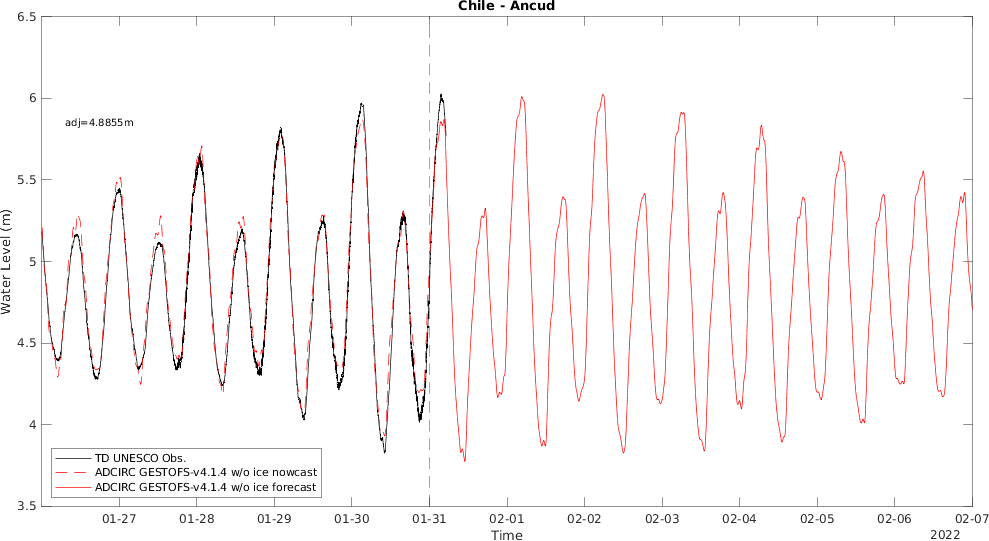 Chile - Ancud
6.5
6
5.5
5
4.5
4
3.5
Water Level (m)
adj=4.8855m
TD UNESCO Obs.
ADCIRC GESTOFS-v4.1.4 w/o ice nowcast
ADCIRC GESTOFS-v4.1.4 w/o ice forecast
01-27 01-28 01-29 01-30 01-31 02-01 02-02 02-03 02-04 02-05 02-06 02-07
Time
2022